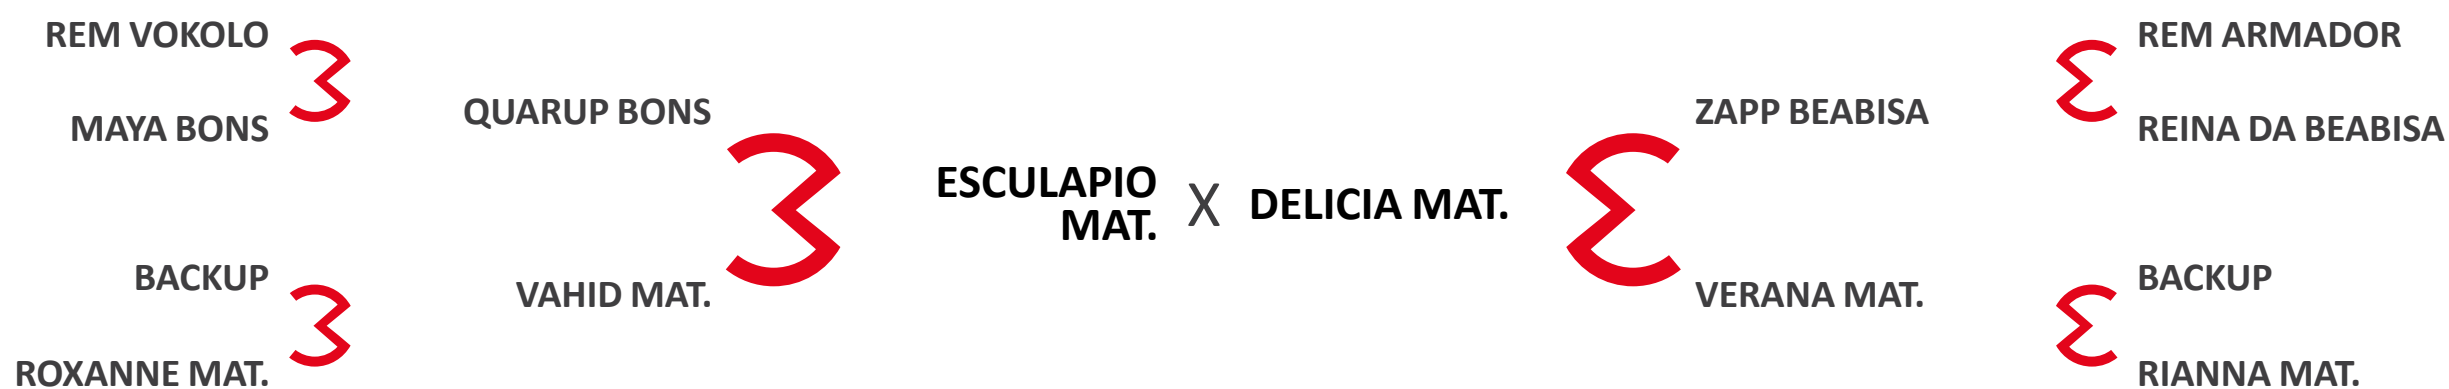 REM VOKOLO
MAYA BONS
QUARUP BONS
BACKUP
ROXANNE MAT.
VAHID MAT.
ESCULAPIO
MAT.
X
DELICIA MAT.
ZAPP BEABISA
VERANA MAT.
REM ARMADOR
REINA DA BEABISA
BACKUP
RIANNA MAT.